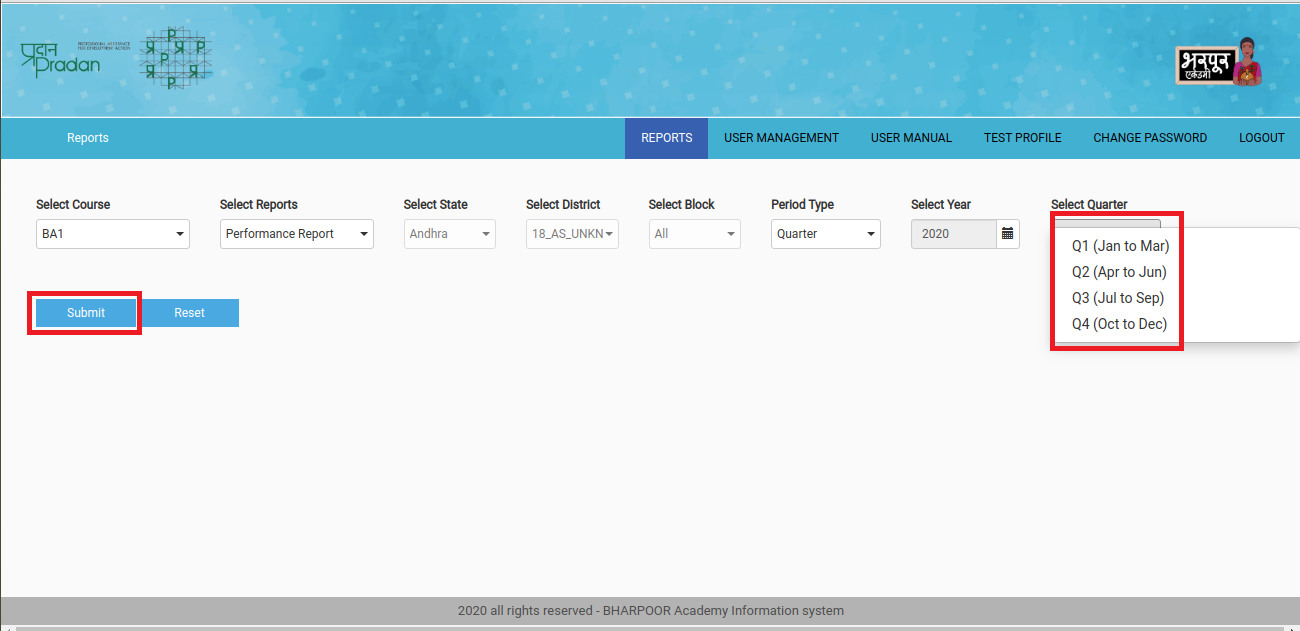 प्रदान
Pradan
PROFESSIONAL ASSISTANCE
FOR DEVELOPMENT ACTION
P
P P P P
P
P P
P
भरपूर
एकेडमी
Reports
REPORTS USER MANAGEMENT USER MANUAL TEST PROFILE CHANGE PASSWORD LOGOUT
Select Course Select Reports Select State Select District Select Block Period Type Select Year Select Quarter
BA1 Performance Report Andhra 18_AS_UNKN All Quarter 2020
Q1 (Jan to Mar)
Q2 (Apr to Jun)
Q3 (Jul to Sep)
Q4 (Oct to Dec)
Submit Reset
2020 all rights reserved - BHARPOOR Academy Information system